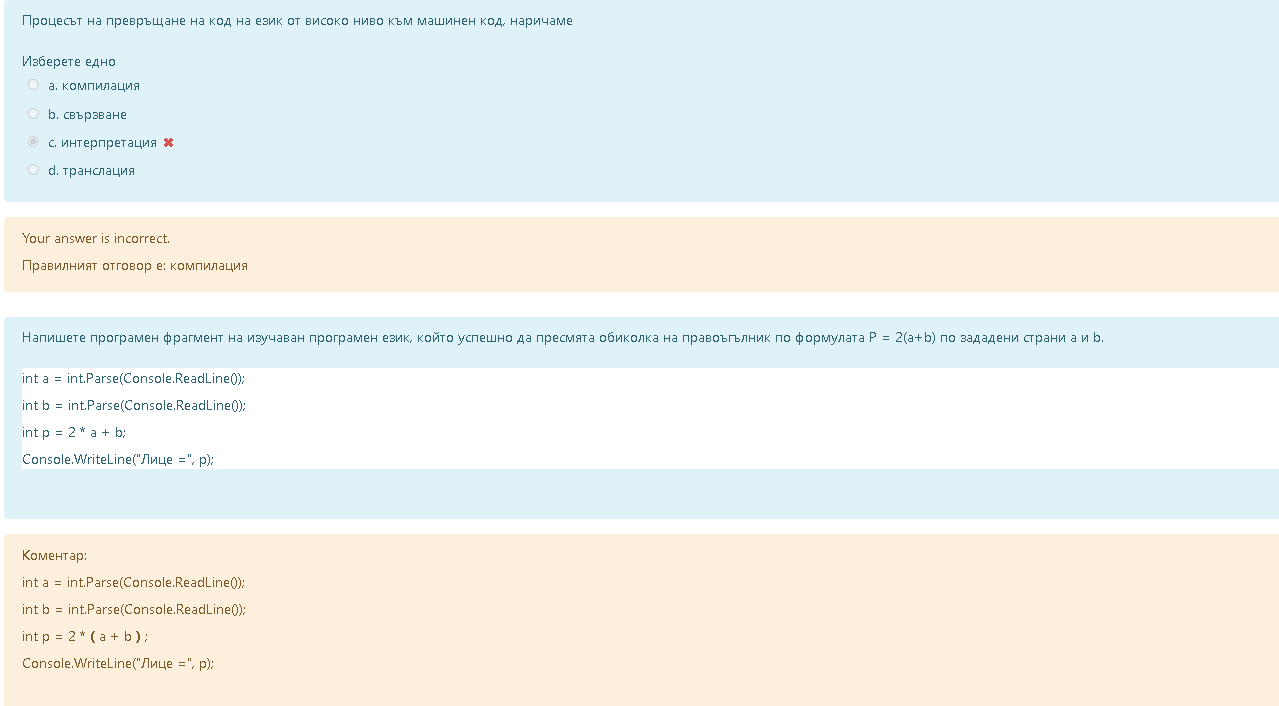 Процесът на превръщане на код на език от високо ниво към машинен код, наричаме
Изберете едно
a. компилация
b. свързване
c. интерпретация
d. транслация
Your answer is incorrect.
Правилният отговор е: компилация
Напишете програмен фрагмент на изучаван програмен език, който успешно да пресмята обиколка на правоъгълник по формулата P = 2(a+b) по зададени страни a и b.
int a = int.Parse(Console.ReadLine());
int b = int.Parse(Console.ReadLine());
int p = 2 * a + b;
Console.WriteLine("Лице =", p);
Коментар:
int a = int.Parse(Console.ReadLine());
int b = int.Parse(Console.ReadLine());
int p = 2 * ( a + b ) ;
Console.WriteLine("Лице =", p);